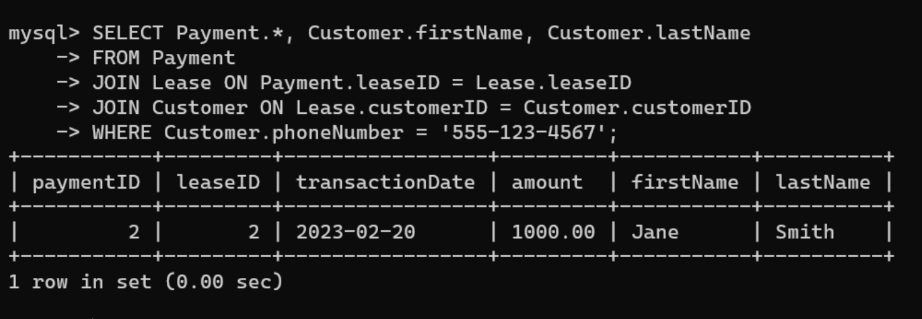 mysql> SELECT Payment.*, Customer.firstName, Customer.lastName
    -> FROM Payment
    -> JOIN Lease ON Payment.leaseID = Lease.leaseID
    -> JOIN Customer ON Lease.customerID = Customer.customerID
    -> WHERE Customer.phoneNumber = '555-123-4567';
+-----------+---------+-----------------+---------+-----------+----------+
| paymentID | leaseID | transactionDate | amount  | firstName | lastName |
+-----------+---------+-----------------+---------+-----------+----------+
|         2 |       2 | 2023-02-20      | 1000.00 | Jane      | Smith    |
+-----------+---------+-----------------+---------+-----------+----------+
1 row in set (0.00 sec)